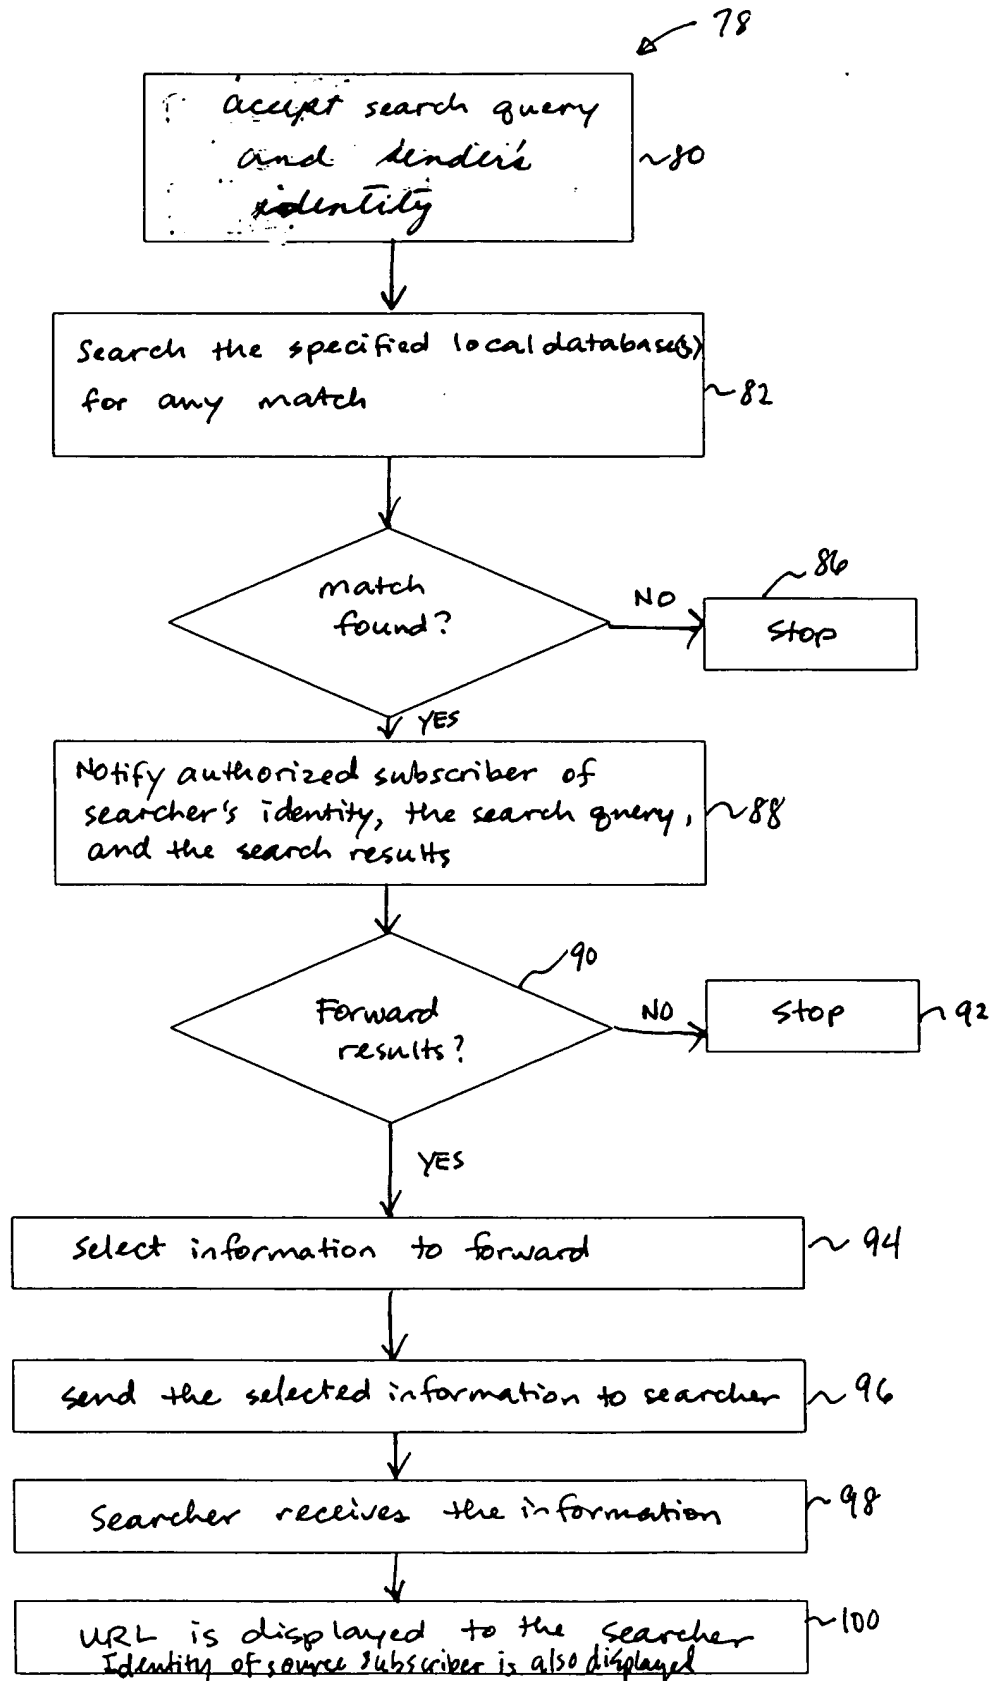 78
accept search query
and sender's
identity
80
Search the specified local database(s)
for any match
82
match
found?
NO
86
Stop
YES
Notify authorized subscriber of
searcher's identity, the search query,
and the search results
88
90
Forward
results?
NO
Stop
92
YES
Select information to forward
94
send the selected information to searcher
96
Searcher receives the information
98
URL is displayed to the searcher
Identity of source subscriber is also displayed
100